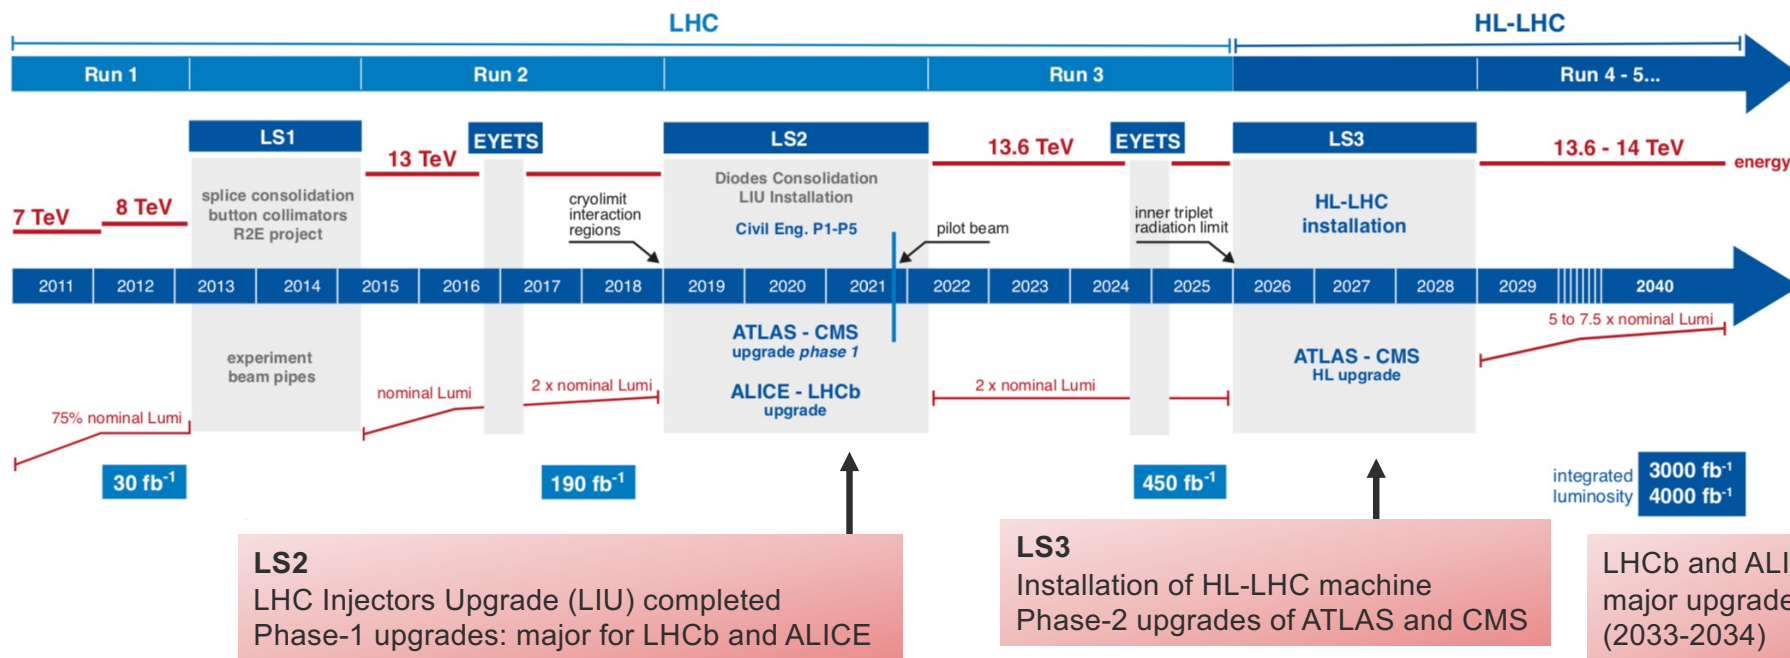 LHC
HL-LHC
Run 1
Run 2
Run 3
Run 4 - 5...
LS1
EYETS
LS2
EYETS
LS3
13 TeV
13.6 TeV
13.6 - 14 TeV
energy
7 TeV
8 TeV
splice consolidation
button collimators
R2E project
cryolimit
interaction
regions
Diodes Consolidation
LIU Installation
Civil Eng. P1-P5
pilot beam
inner triplet
radiation limit
HL-LHC
installation
2011
2012
2013
2014
2015
2016
2017
2018
2019
2020
2021
2022
2023
2024
2025
2026
2027
2028
2029
2040
5 to 7.5 x nominal Lumi
experiment
beam pipes
ATLAS - CMS
upgrade phase 1
ALICE - LHCb
upgrade
ATLAS - CMS
HL upgrade
75% nominal Lumi
nominal Lumi
2 x nominal Lumi
2 x nominal Lumi
30 fb⁻¹
190 fb⁻¹
450 fb⁻¹
integrated
luminosity
3000 fb⁻¹
4000 fb⁻¹
LS2
LHC Injectors Upgrade (LIU) completed
Phase-1 upgrades: major for LHCb and ALICE
LS3
Installation of HL-LHC machine
Phase-2 upgrades of ATLAS and CMS
LHCb and ALI
major upgrade
(2033-2034)